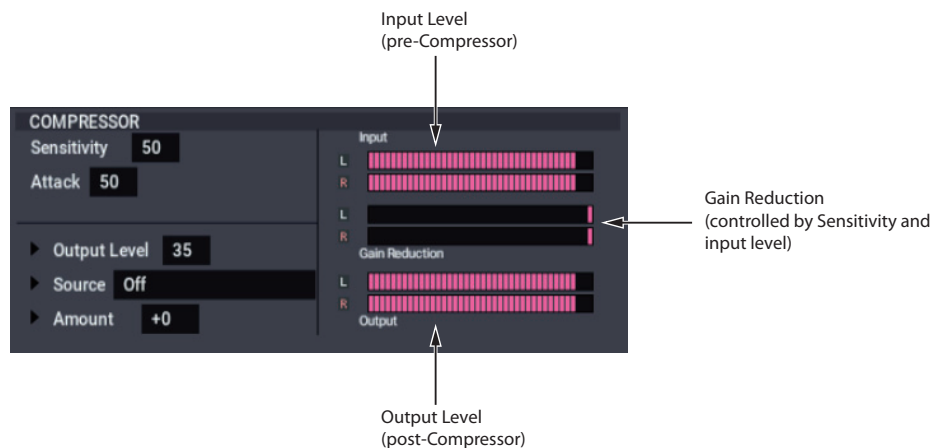 Input Level
(pre-Compressor)
COMPRESSOR
Sensitivity 50
Attack 50
Output Level 35
Source Off
Amount +0
Input
L
R
L
R
Gain Reduction
L
R
Output
Gain Reduction
(controlled by Sensitivity and
input level)
Output Level
(post-Compressor)